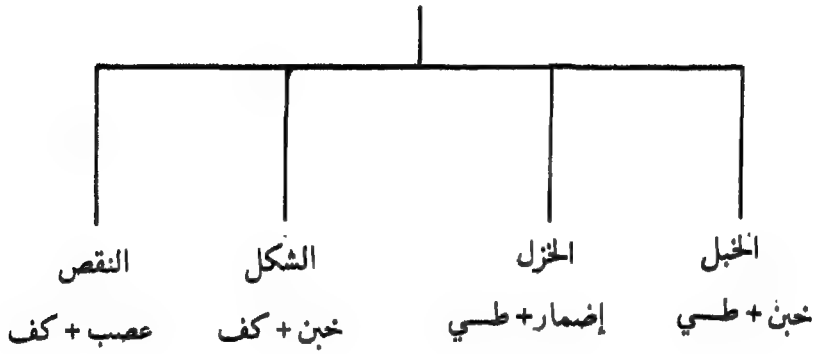 الخبل الخزل الشكل النقص
خبن + طي إضمار + طي خبن + كف عصب + كف